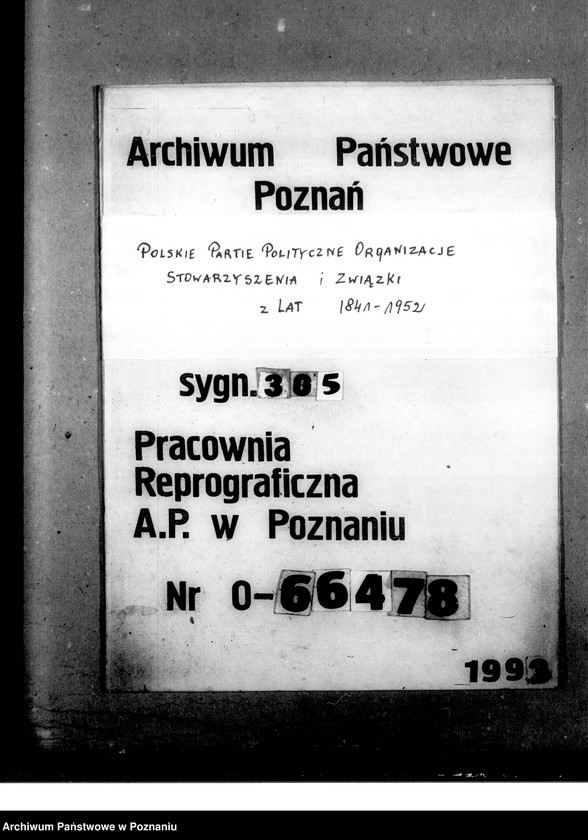 Archiwum Państwowe
Poznań
POLSKIE PARTIE POLITYCZNE ORGANIZACJE
STOWARZYSZENIA i ZWIĄZKI
z LAT 1841-1952
sygn. 305
Pracownia
Reprograficzna
A.P. w Poznaniu
Nr 0-66478
1993
Archiwum Państwowe w Poznaniu